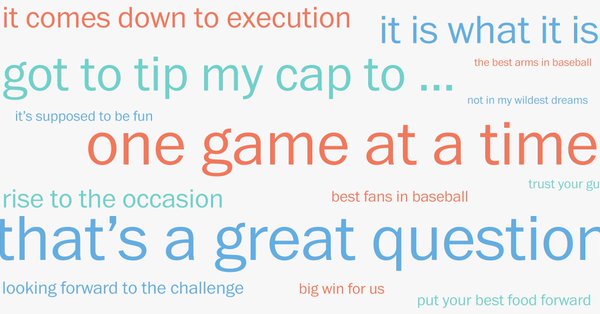 it comes down to execution
it is what it is
got to tip my cap to ...
the best arms in baseball
not in my wildest dreams
it's supposed to be fun
one game at a time
trust your gu
rise to the occasion
best fans in baseball
that’s a great question
looking forward to the challenge
big win for us
put your best food forward